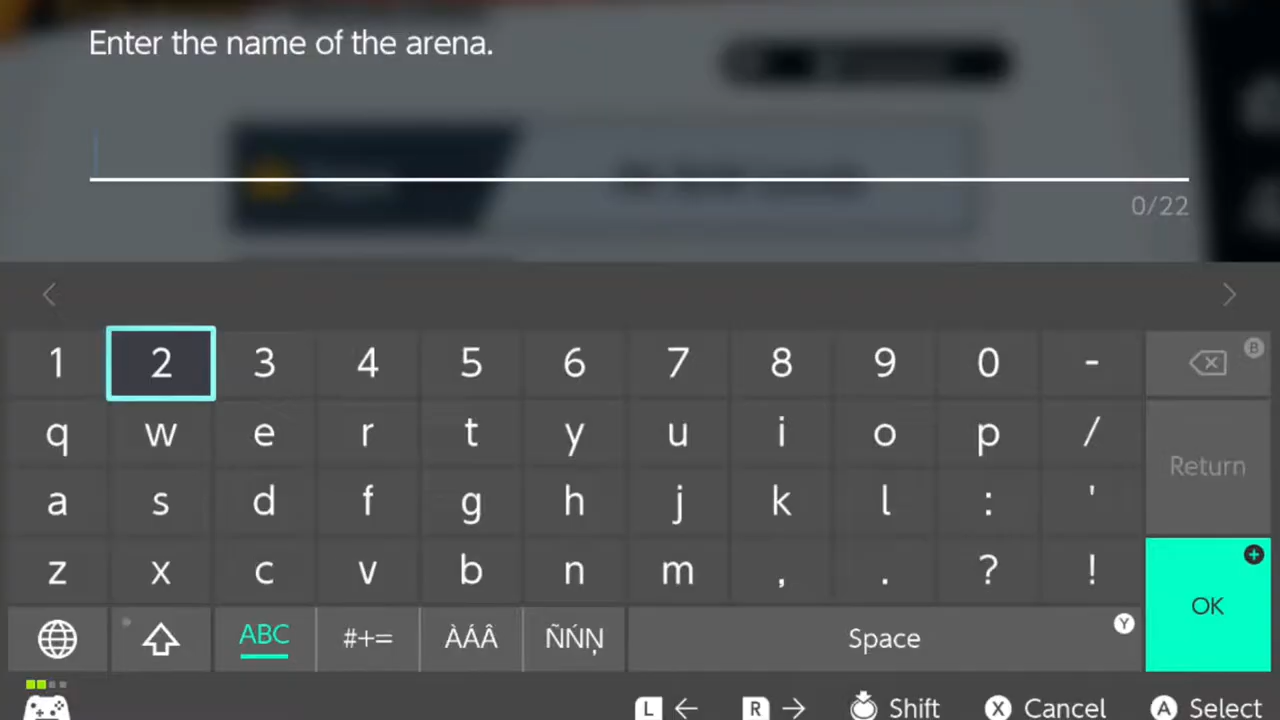 Enter the name of the arena.
0/22
1 2 3 4 5 6 7 8 9 0 - B
q w e r t y u i o p / Return
a s d f g h j k l : '
z x c v b n m , . ? ! OK
ABC #+= ÀÁÂ ÑŃŅ Space Y
L ← R → Shift X Cancel A Select